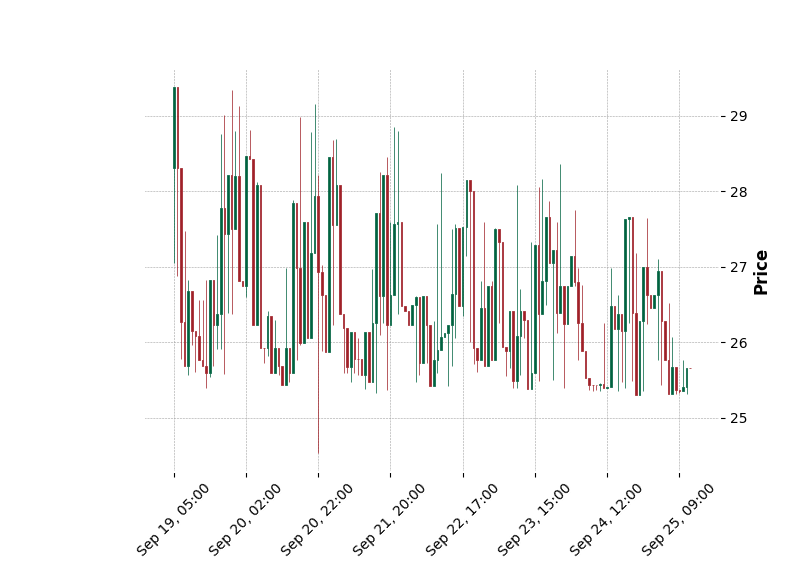 29
28
27
26
25
Price
Sep 19, 05:00
Sep 20, 02:00
Sep 20, 22:00
Sep 21, 20:00
Sep 22, 17:00
Sep 23, 15:00
Sep 24, 12:00
Sep 25, 09:00